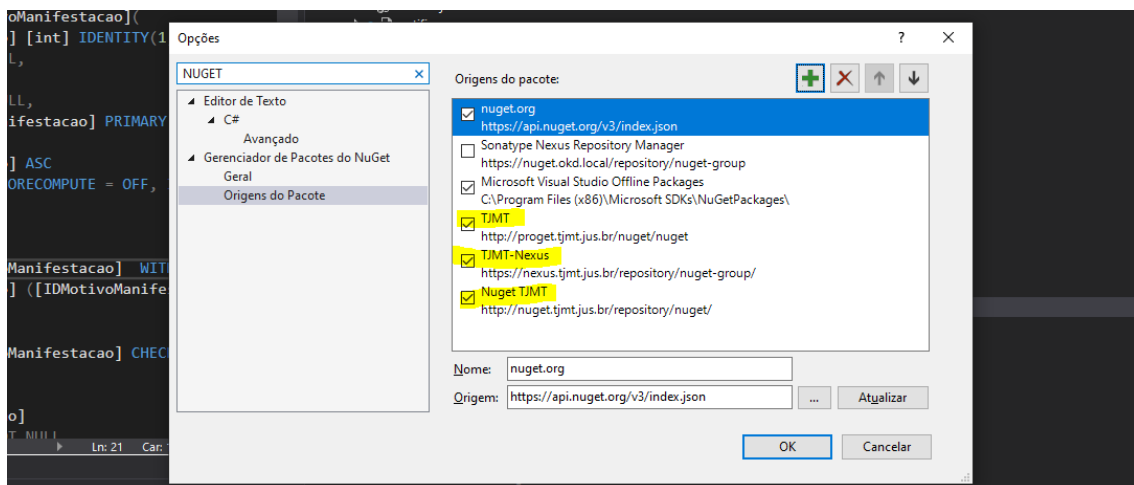 oManifestacao](
] [int] IDENTITY(1
L,
LL,
ifestacao] PRIMARY
] ASC
ORECOMPUTE = OFF,
Manifestacao] WIT
] ([IDMotivoManife
Manifestacao] CHEC
o]
T NULL
Ln: 21 Car:
Opções
?
NUGET
Editor de Texto
C#
Avançado
Gerenciador de Pacotes do NuGet
Geral
Origens do Pacote
Origens do pacote:
nuget.org
https://api.nuget.org/v3/index.json
Sonatype Nexus Repository Manager
https://nuget.okd.local/repository/nuget-group
Microsoft Visual Studio Offline Packages
C:\Program Files (x86)\Microsoft SDKs\NuGetPackages\
TJMT
http://proget.tjmt.jus.br/nuget/nuget
TJMT-Nexus
https://nexus.tjmt.jus.br/repository/nuget-group/
Nuget TJMT
http://nuget.tjmt.jus.br/repository/nuget/
Nome: nuget.org
Origem: https://api.nuget.org/v3/index.json ... Atualizar
OK Cancelar